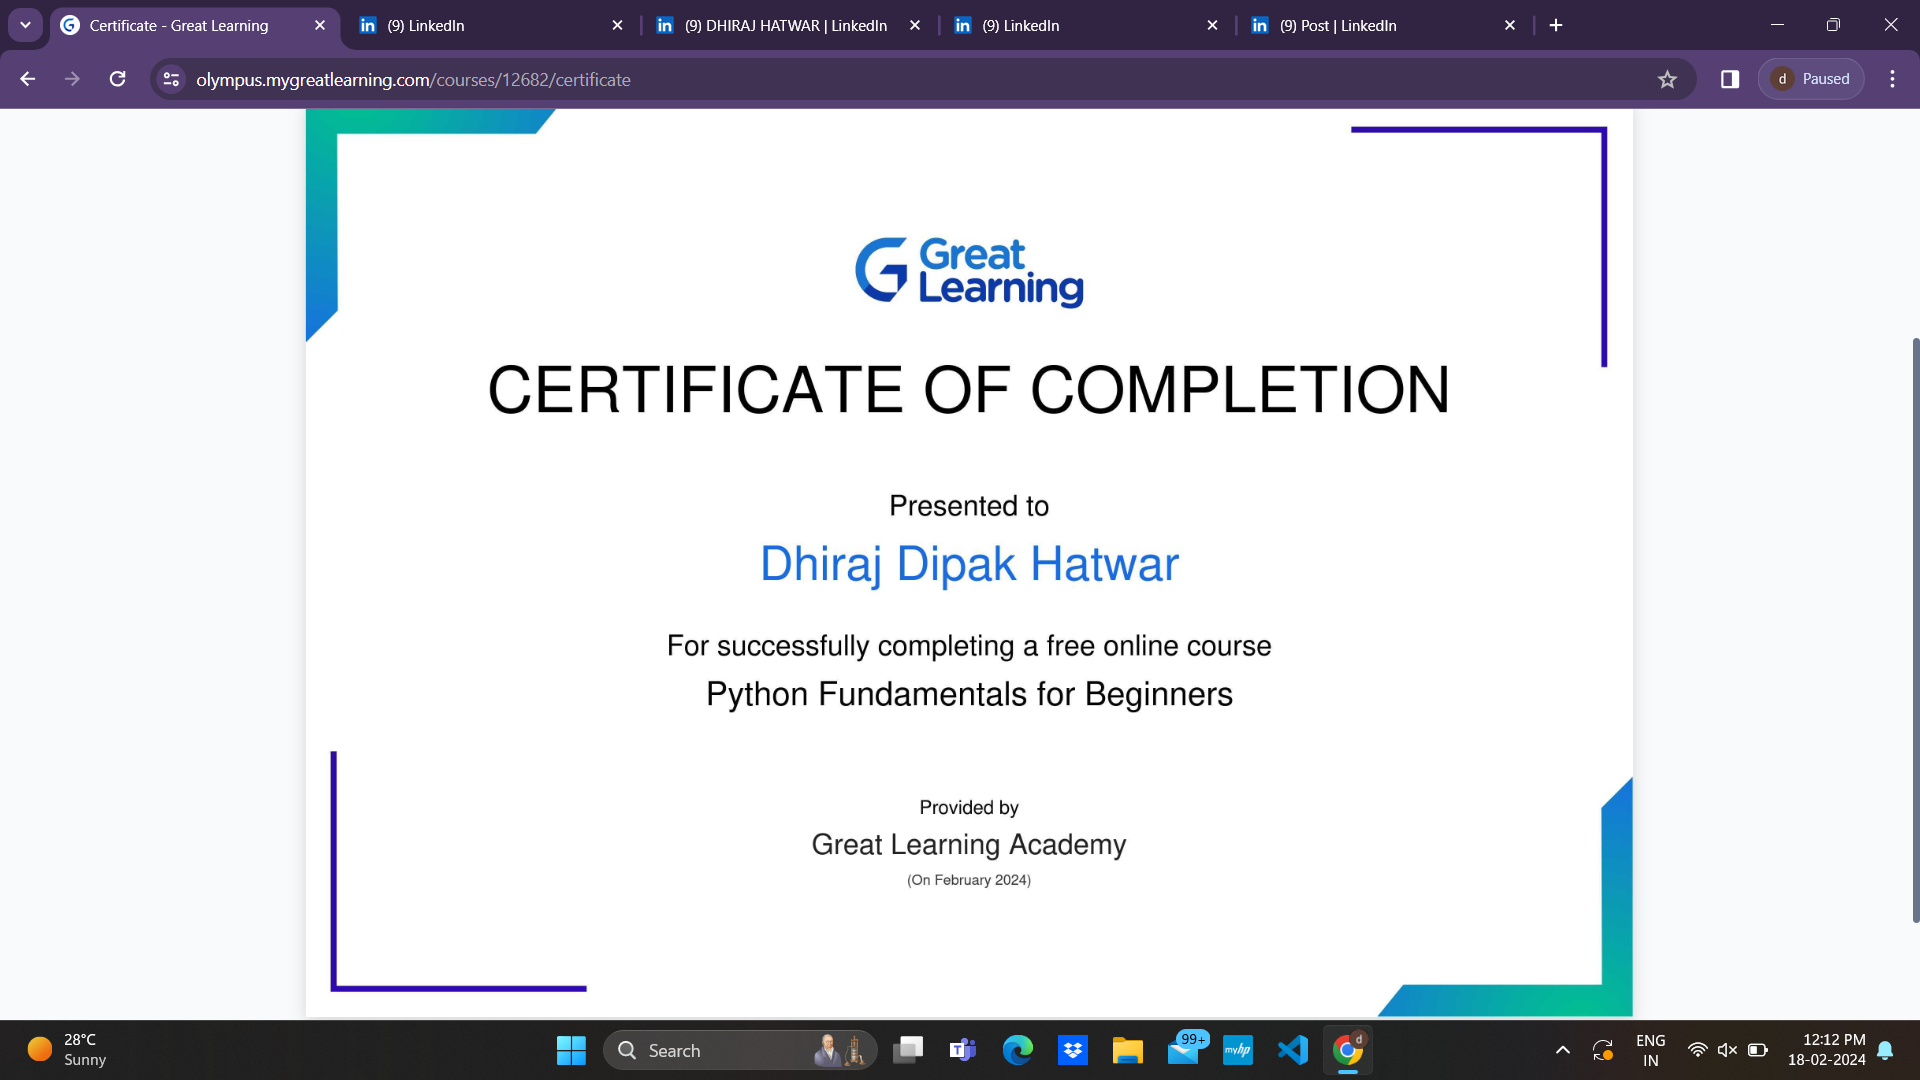 Certificate - Great Learning
(9) LinkedIn
(9) DHIRAJ HATWAR | LinkedIn
(9) LinkedIn
(9) Post | LinkedIn
olympus.mygreatlearning.com/courses/12682/certificate
d Paused
Great
Learning
CERTIFICATE OF COMPLETION
Presented to
Dhiraj Dipak Hatwar
For successfully completing a free online course
Python Fundamentals for Beginners
Provided by
Great Learning Academy
(On February 2024)
28°C
Sunny
Search
99+
myhp
d
ENG
IN
12:12 PM
18-02-2024